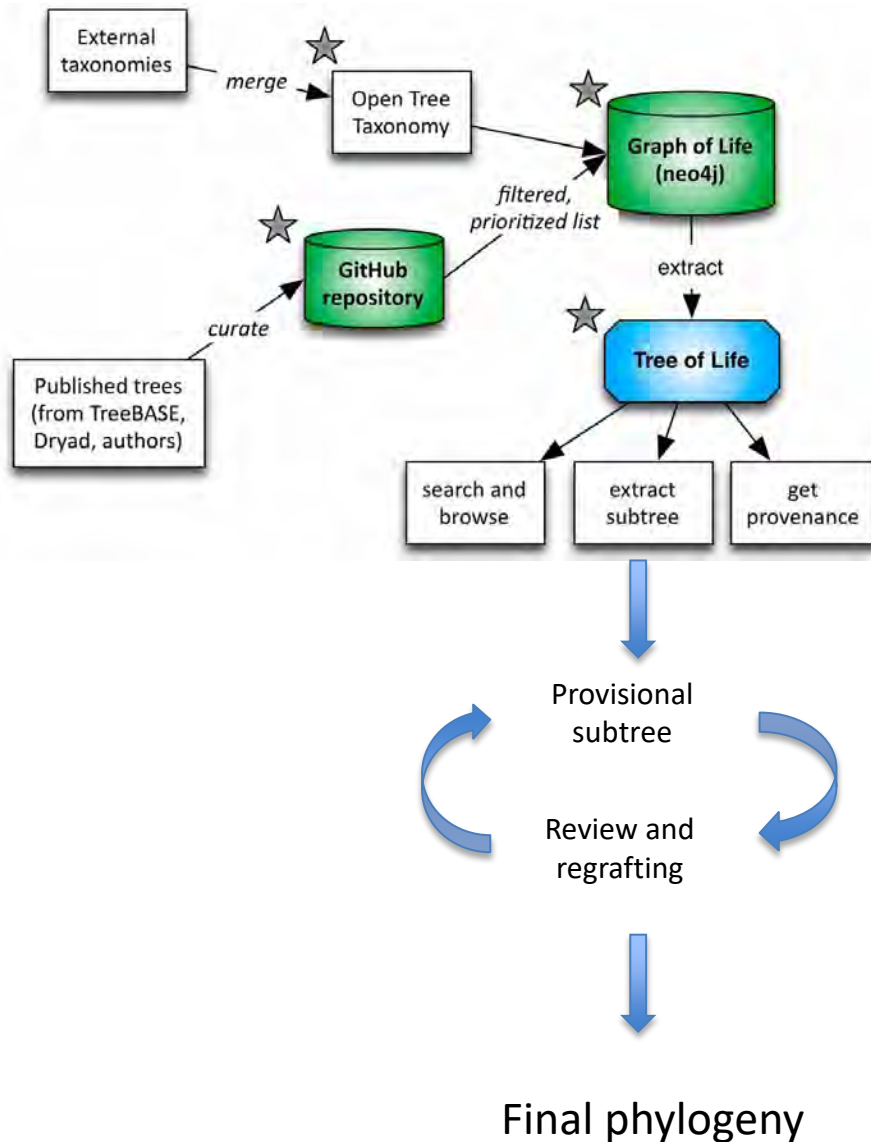 External
taxonomies
merge
Open Tree
Taxonomy
Graph of Life
(neo4j)
filtered,
prioritized list
GitHub
repository
extract
curate
Tree of Life
Published trees
(from TreeBASE,
Dryad, authors)
search and
browse
extract
subtree
get
provenance
Provisional
subtree
Review and
regrafting
Final phylogeny